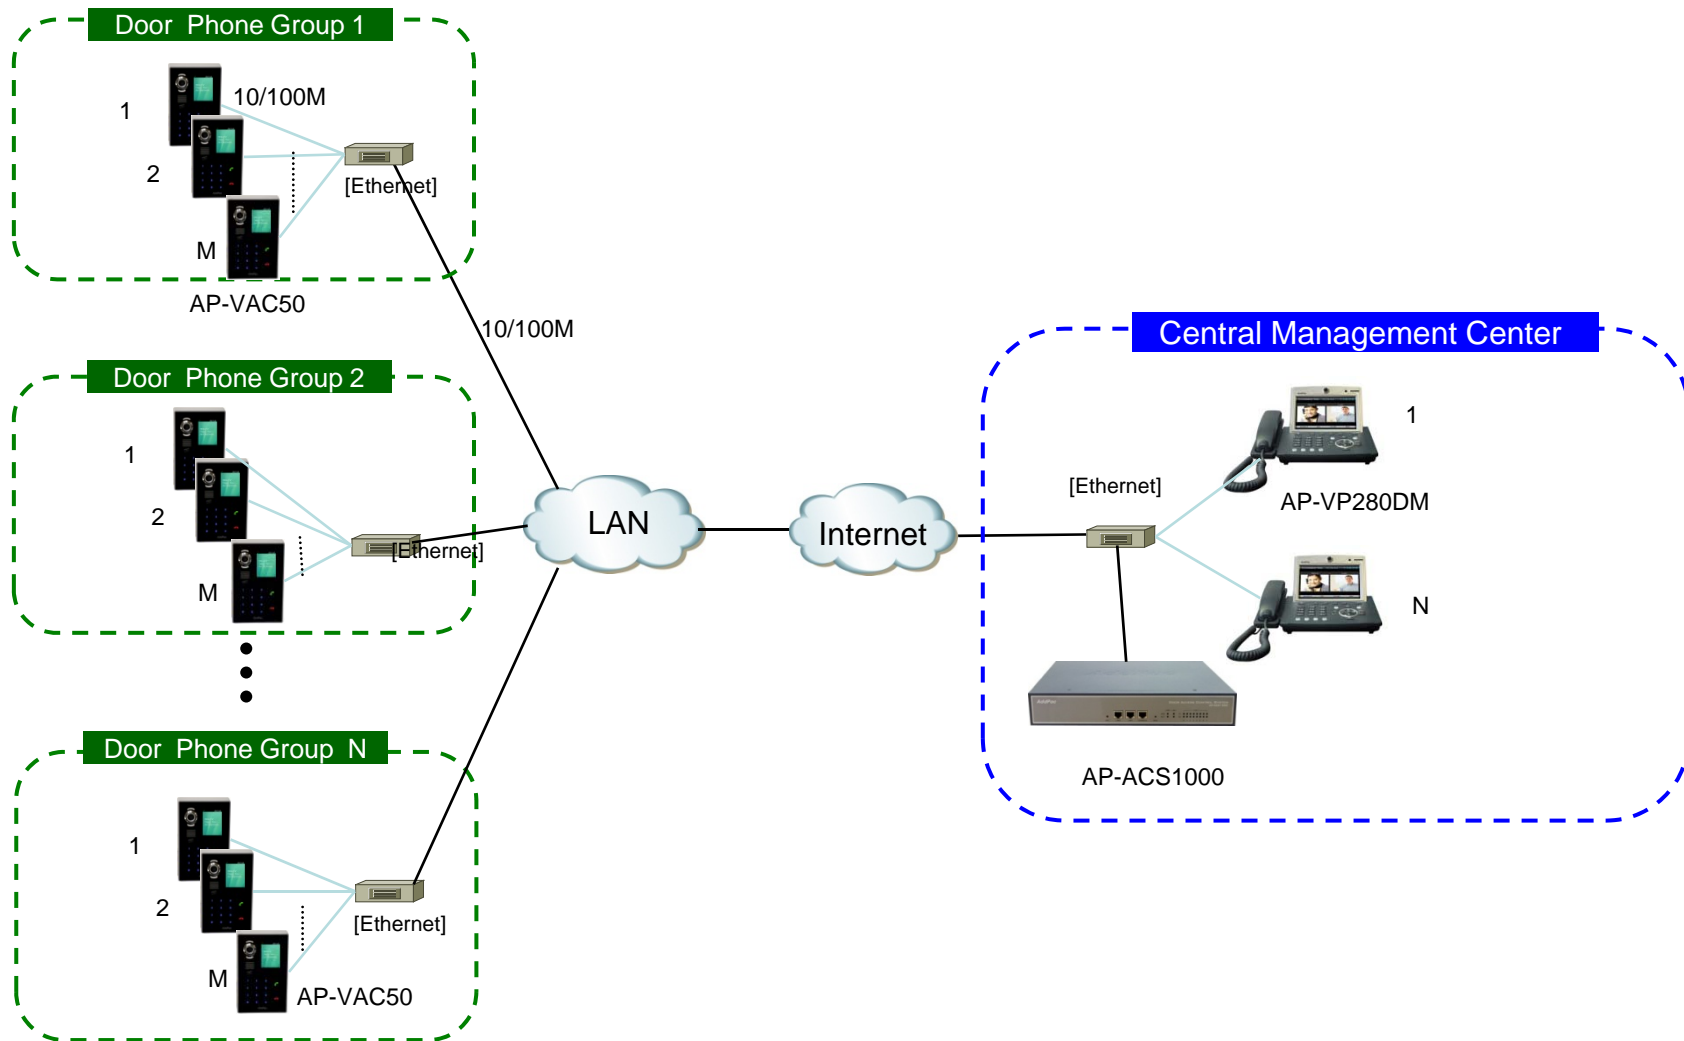 Door Phone Group 1
1
10/100M
2
[Ethernet]
M
AP-VAC50
10/100M
Door Phone Group 2
1
2
[Ethernet]
M
Door Phone Group N
1
2
[Ethernet]
M
AP-VAC50
LAN
Internet
Central Management Center
1
[Ethernet]
AP-VP280DM
N
AP-ACS1000